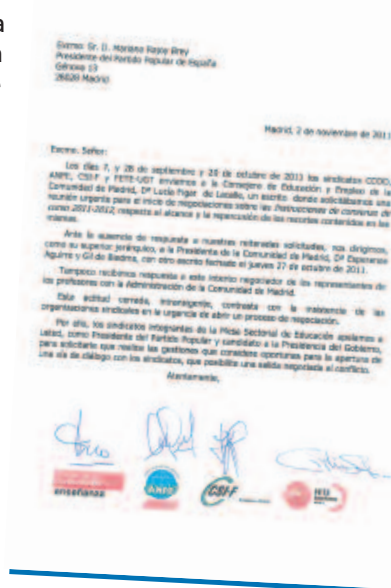 a
Excmo. Sr. D. Mariano Rajoy Brey
Presidente del Partido Popular de España
Génova 13
28028 Madrid
Madrid, 2 de noviembre de 2011
Excmo. Señor:
Los días 7, y 28 de septiembre y 20 de octubre de 2011 los sindicatos CCOO,
ANPE, CSIF y FETE-UGT enviamos a la Consejera de Educación y Empleo de la
Comunidad de Madrid, Dª Lucía Figar de Lacalle, un escrito donde solicitábamos una
reunión urgente para el inicio de negociaciones sobre las Instrucciones de comienzo de
curso 2011-2012, respecto al alcance y la repercusión de los recortes contenidos en las
mismas.
Ante la ausencia de respuesta a nuestras reiteradas solicitudes, nos dirigimos,
como su superior jerárquico, a la Presidenta de la Comunidad de Madrid, Dª Esperanza
Aguirre y Gil de Biedma, con otro escrito fechado el jueves 27 de octubre de 2011.
Tampoco recibimos respuesta a este intento negociador de los representantes de
los profesores con la Administración de la Comunidad de Madrid.
Esta actitud cerrada, intransigente, contrasta con la insistencia de las
organizaciones sindicales en la urgencia de abrir un proceso de negociación.
Por ello, los sindicatos integrantes de la Mesa Sectorial de Educación apelamos a
usted, como Presidente del Partido Popular y candidato a la Presidencia del Gobierno,
para solicitarle que realice las gestiones que considere oportunas para la apertura de
una vía de diálogo con los sindicatos, que posibilite una salida negociada al conflicto.
Atentamente,
enseñanza
ANPE
CSI-F